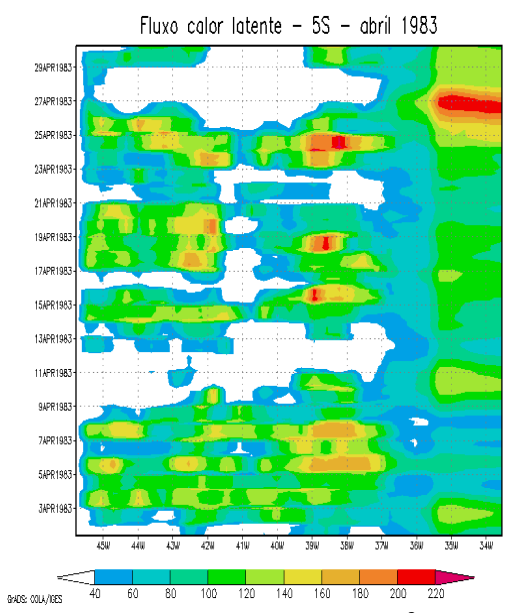 Fluxo calor latente - 5S - abril 1983
29APR1983
27APR1983
25APR1983
23APR1983
21APR1983
19APR1983
17APR1983
15APR1983
13APR1983
11APR1983
9APR1983
7APR1983
5APR1983
3APR1983
45W 44W 43W 42W 41W 40W 39W 38W 37W 36W 35W 34W
40 60 80 100 120 140 160 180 200 220
GrADS: COLA/IGES